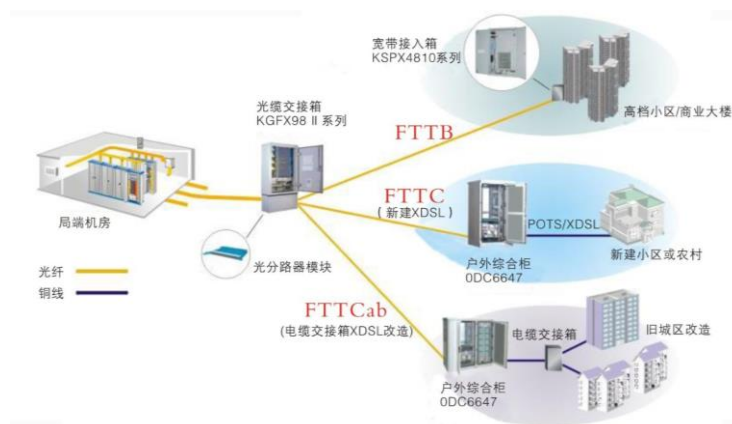 宽带接入箱
KSPX4810系列
光缆交接箱
KGFX98 II 系列
FTTB
高档小区/商业大楼
FTTC
(新建XDSL)
POTS/XDSL
局端机房
户外综合柜
0DC6647
新建小区或农村
光分路器模块
光纤
铜线
FTTCab
(电缆交接箱XDSL改造)
电缆交接箱
旧城区改造
户外综合柜
0DC6647